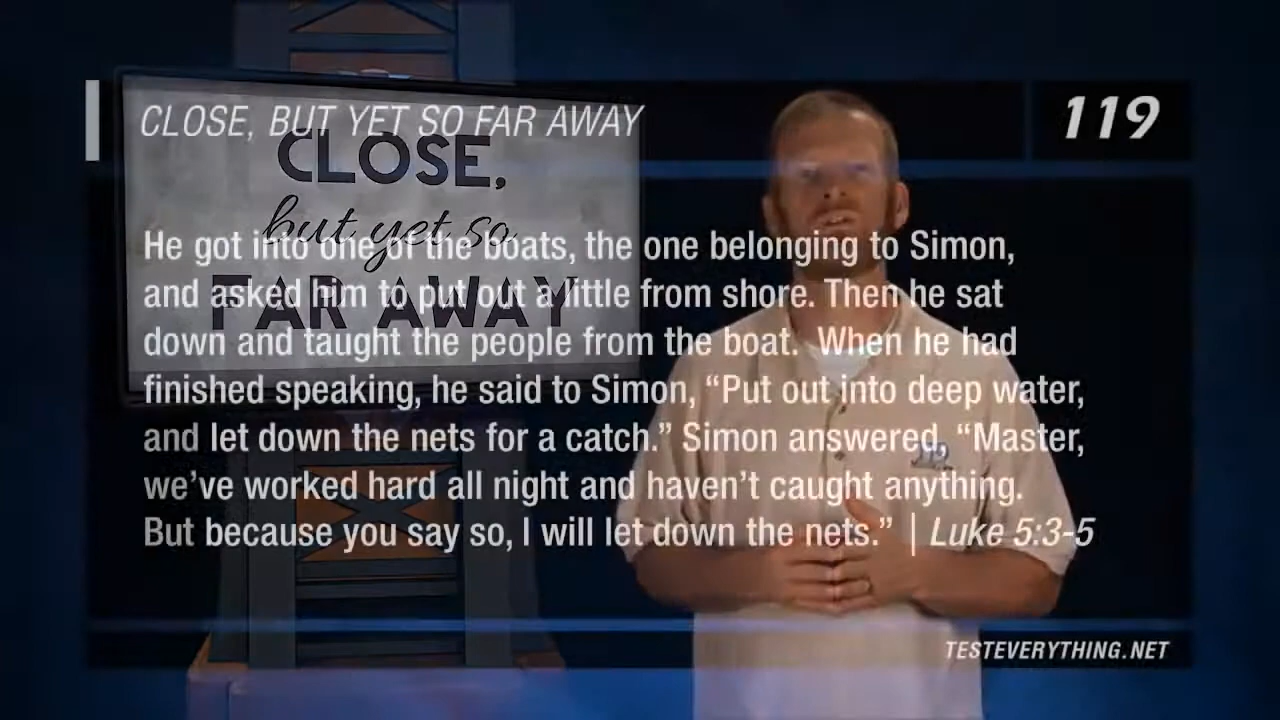 CLOSE, BUT YET SO FAR AWAY
119
CLOSE,
but yet so
FAR AWAY
He got into one of the boats, the one belonging to Simon,
and asked him to put out a little from shore. Then he sat
down and taught the people from the boat.  When he had
finished speaking, he said to Simon, “Put out into deep water,
and let down the nets for a catch.” Simon answered, “Master,
we’ve worked hard all night and haven’t caught anything.
But because you say so, I will let down the nets.” | Luke 5:3-5
TESTEVERYTHING.NET